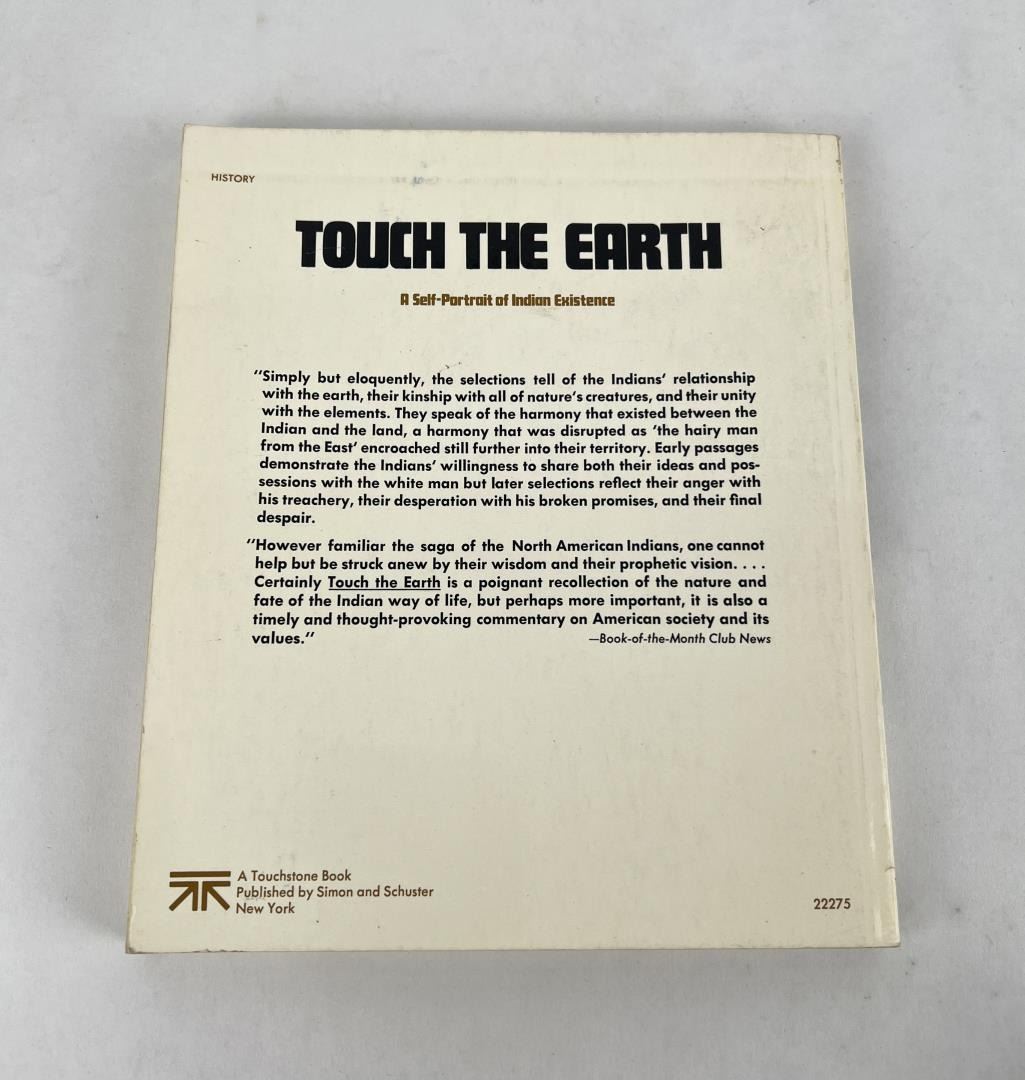 HISTORY
TOUCH THE EARTH
A Self-Portrait of Indian Existence
"Simply but eloquently, the selections tell of the Indians' relationship
with the earth, their kinship with all of nature's creatures, and their unity
with the elements. They speak of the harmony that existed between the
Indian and the land, a harmony that was disrupted as 'the hairy man
from the East' encroached still further into their territory. Early passages
demonstrate the Indians' willingness to share both their ideas and pos-
sessions with the white man but later selections reflect their anger with
his treachery, their desperation with his broken promises, and their final
despair.
"However familiar the saga of the North American Indians, one cannot
help but be struck anew by their wisdom and their prophetic vision. . . .
Certainly Touch the Earth is a poignant recollection of the nature and
fate of the Indian way of life, but perhaps more important, it is also a
timely and thought-provoking commentary on American society and its
values."
—Book-of-the-Month Club News
A Touchstone Book
Published by Simon and Schuster
New York
22275